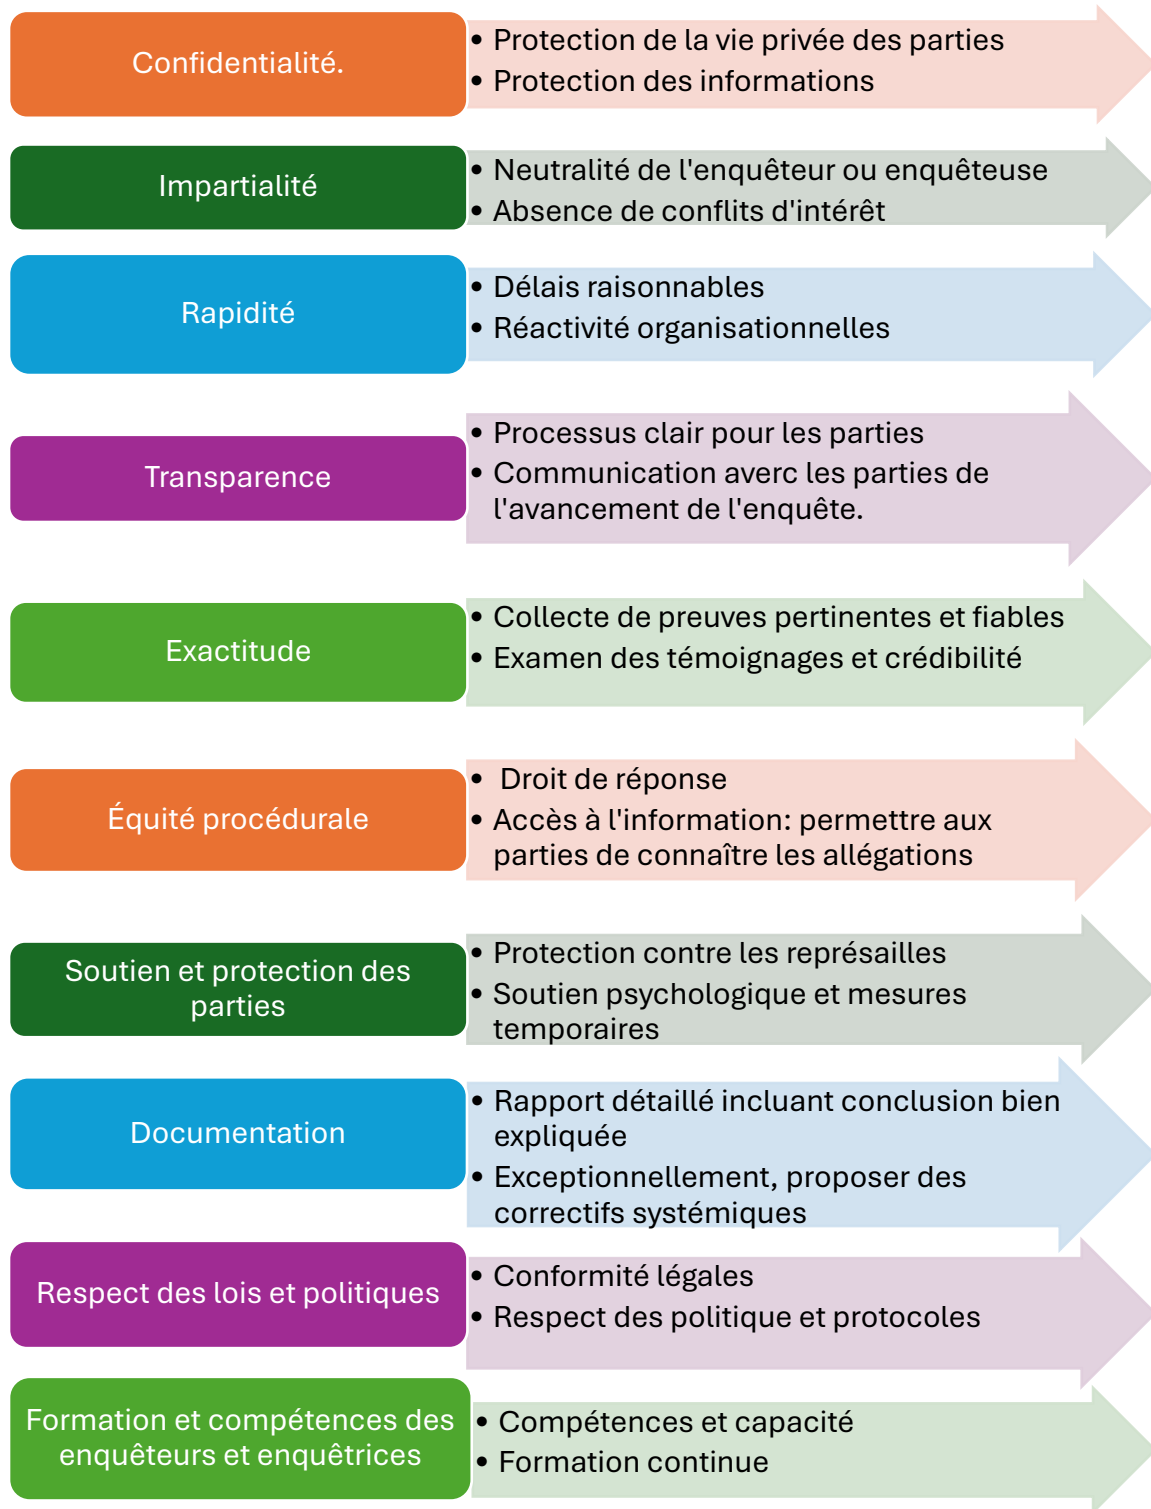 Confidentialité.
• Protection de la vie privée des parties
• Protection des informations
Impartialité
• Neutralité de l'enquêteur ou enquêteuse
• Absence de conflits d'intérêt
Rapidité
• Délais raisonnables
• Réactivité organisationnelles
Transparence
• Processus clair pour les parties
• Communication averc les parties de
l'avancement de l'enquête.
Exactitude
• Collecte de preuves pertinentes et fiables
• Examen des témoignages et crédibilité
Équité procédurale
• Droit de réponse
• Accès à l'information: permettre aux
parties de connaître les allégations
Soutien et protection des
parties
• Protection contre les représailles
• Soutien psychologique et mesures
temporaires
Documentation
• Rapport détaillé incluant conclusion bien
expliquée
• Exceptionnellement, proposer des
correctifs systémiques
Respect des lois et politiques
• Conformité légales
• Respect des politique et protocoles
Formation et compétences des
enquêteurs et enquêtrices
• Compétences et capacité
• Formation continue